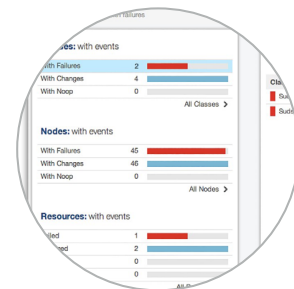 with failures
with events
With Failures 2
With Changes 4
With Noop 0
All Classes >
Nodes: with events
With Failures 45
With Changes 46
With Noop 0
All Nodes >
Resources: with events
1
2
0
0